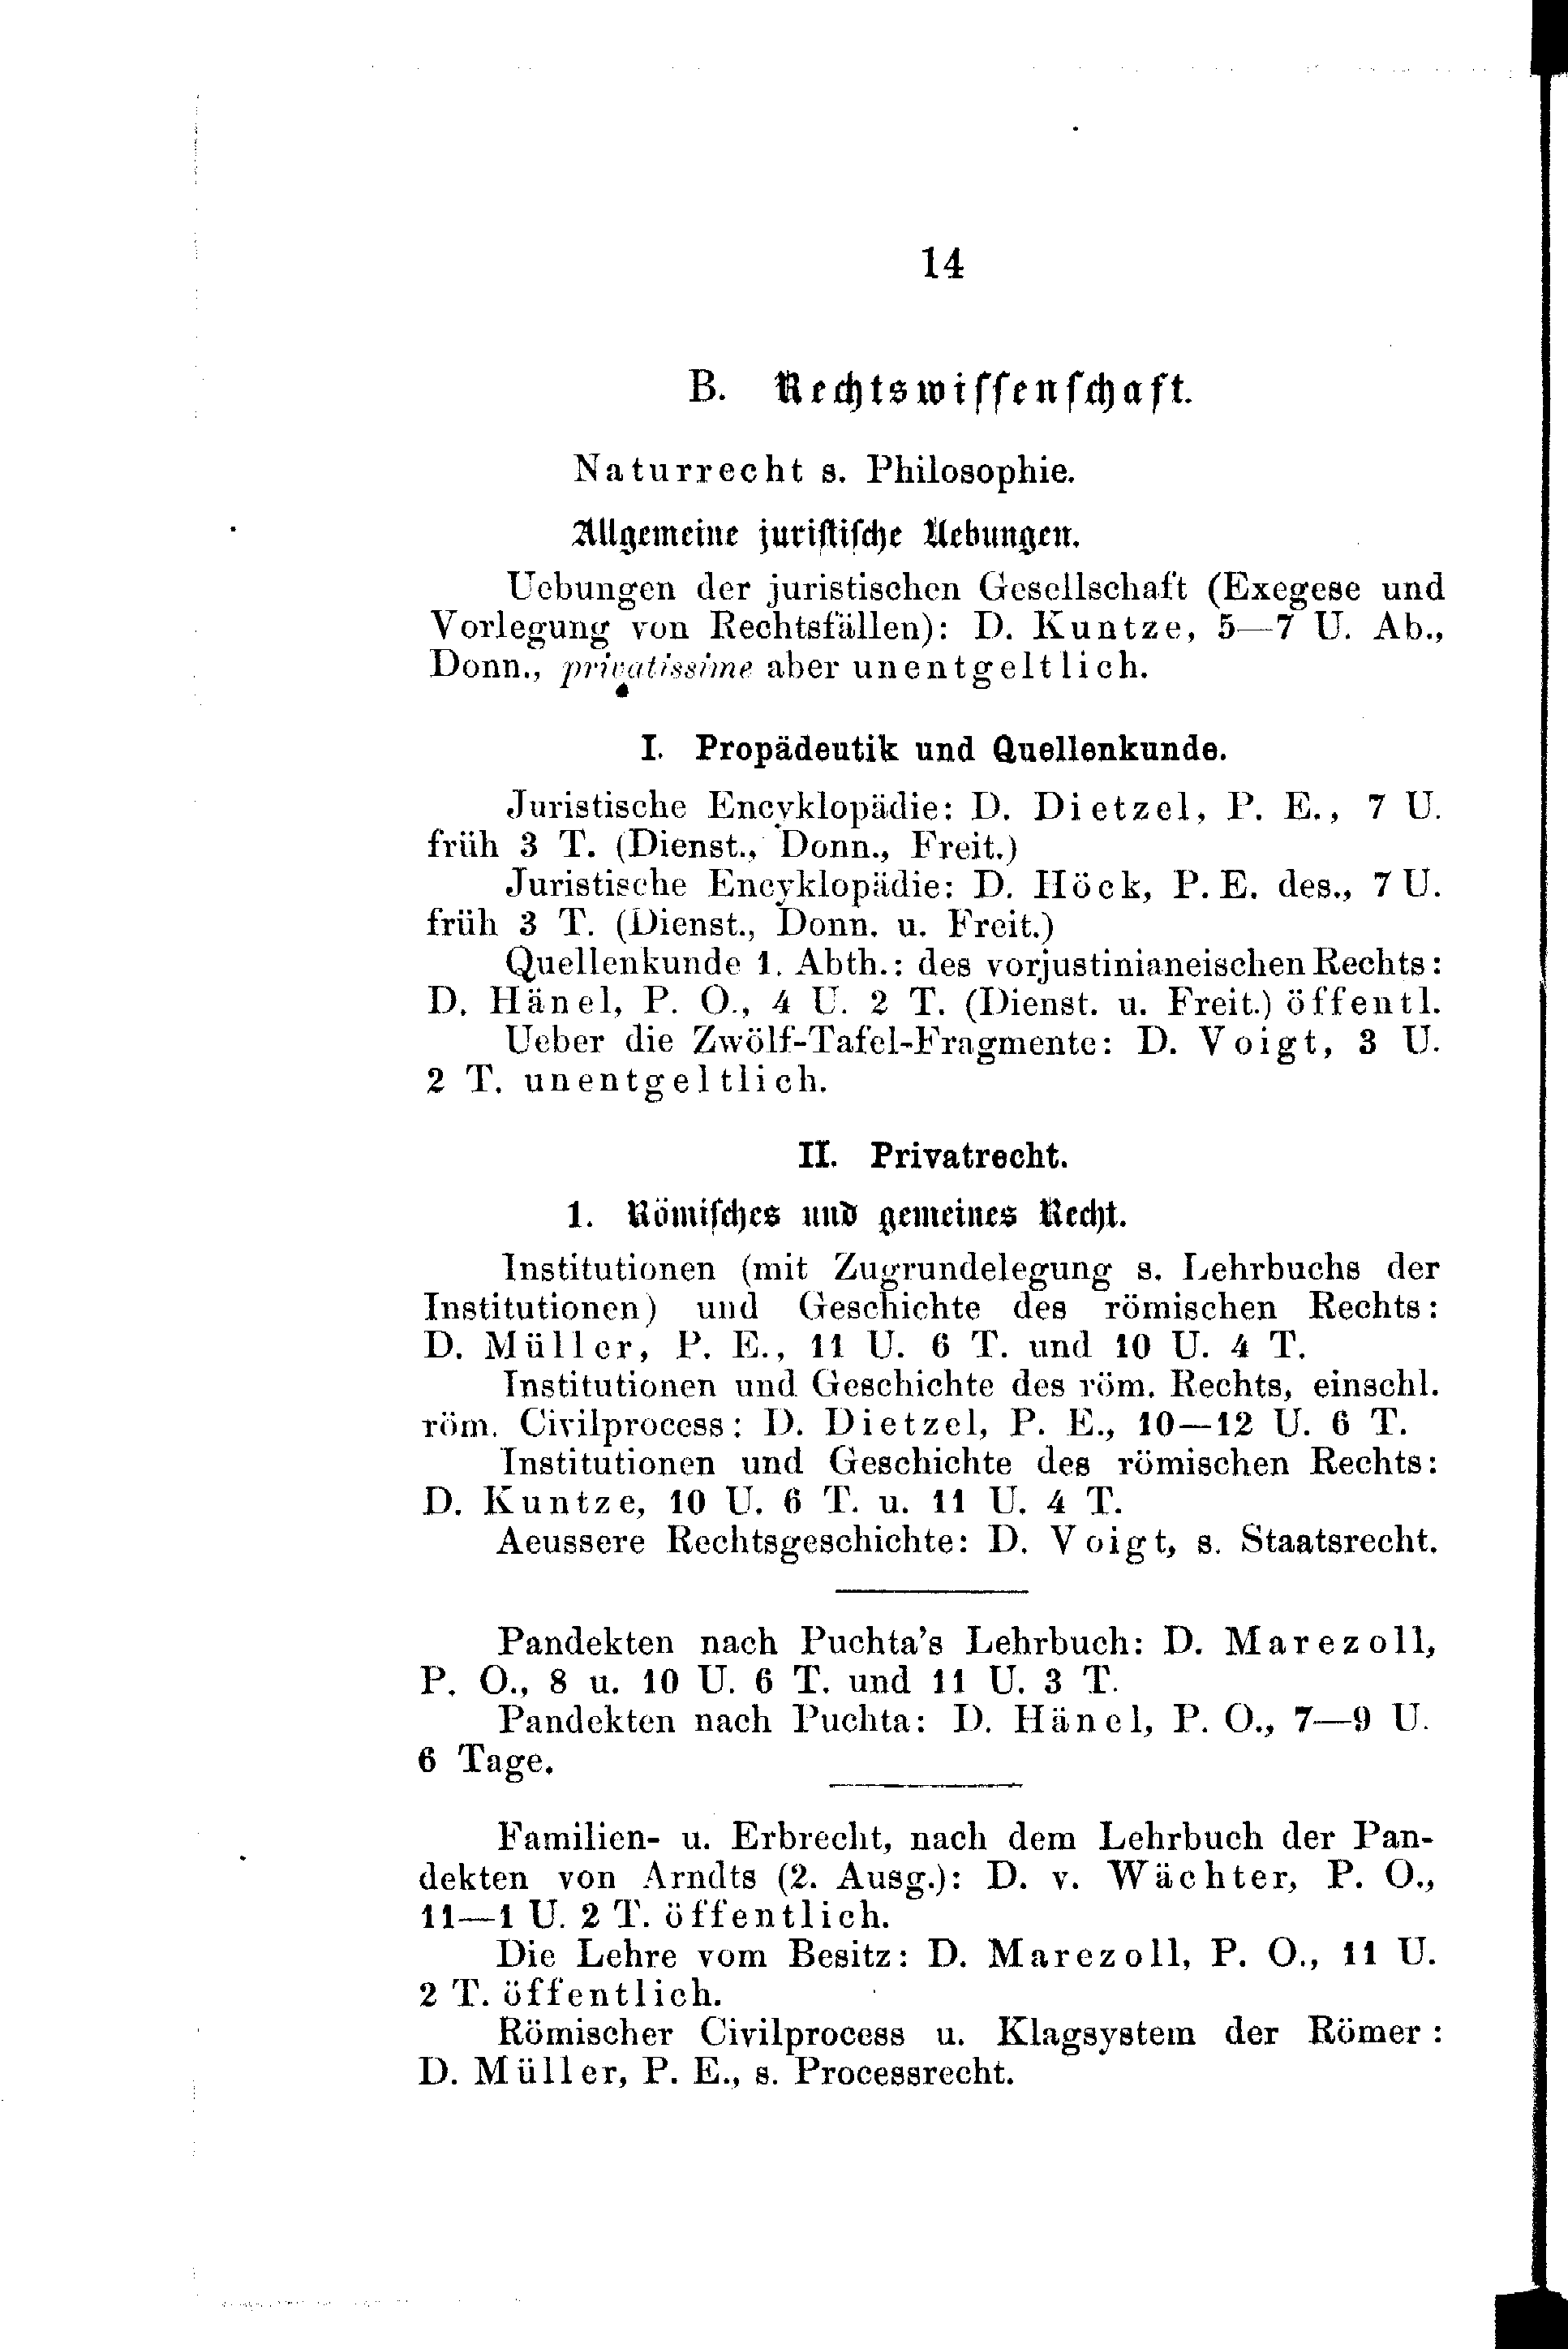 14
B. Rechtswissenschaft.
Naturrecht s. Philosophie.
Allgemeine juristische Uebungen.
Uebungen der juristischen Gesellschaft (Exegese und
Vorlegung von Rechtsfällen): D. Kuntze, 5—7 U. Ab.,
Donn., privatissime aber unentgeltlich.
I. Propädeutik und Quellenkunde.
Juristische Encyklopädie: D. Dietzel, P. E., 7 U.
früh 3 T. (Dienst., Donn., Freit.)
Juristische Encyklopädie: D. Höck, P. E. des., 7 U.
früh 3 T. (Dienst., Donn. u. Freit.)
Quellenkunde 1. Abth.: des vorjustinianeischen Rechts:
D. Hänel, P. O., 4 U. 2 T. (Dienst. u. Freit.) öffentl.
Ueber die Zwölf-Tafel-Fragmente: D. Voigt, 3 U.
2 T. unentgeltlich.
II. Privatrecht.
1. Römisches und gemeines Recht.
Institutionen (mit Zugrundelegung s. Lehrbuchs der
Institutionen) und Geschichte des römischen Rechts:
D. Müller, P. E., 11 U. 6 T. und 10 U. 4 T.
Institutionen und Geschichte des röm. Rechts, einschl.
röm. Civilprocess: D. Dietzel, P. E., 10—12 U. 6 T.
Institutionen und Geschichte des römischen Rechts:
D. Kuntze, 10 U. 6 T. u. 11 U. 4 T.
Aeussere Rechtsgeschichte: D. Voigt, s. Staatsrecht.
Pandekten nach Puchta's Lehrbuch: D. Marezoll,
P. O., 8 u. 10 U. 6 T. und 11 U. 3 T.
Pandekten nach Puchta: D. Hänel, P. O., 7—9 U.
6 Tage.
Familien- u. Erbrecht, nach dem Lehrbuch der Pan-
dekten von Arndts (2. Ausg.): D. v. Wächter, P. O.,
11—1 U. 2 T. öffentlich.
Die Lehre vom Besitz: D. Marezoll, P. O., 11 U.
2 T. öffentlich.
Römischer Civilprocess u. Klagsystem der Römer:
D. Müller, P. E., s. Processrecht.